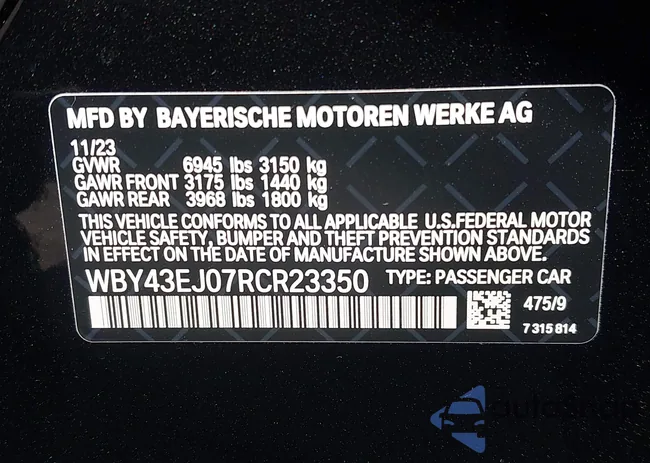 MFD BY BAYERISCHE MOTOREN WERKE AG
11/23
GVWR 6945 lbs 3150 kg
GAWR FRONT 3175 lbs 1440 kg
GAWR REAR 3968 lbs 1800 kg
THIS VEHICLE CONFORMS TO ALL APPLICABLE U.S.FEDERAL MOTOR
VEHICLE SAFETY, BUMPER AND THEFT PREVENTION STANDARDS
IN EFFECT ON THE DATE OF MANUFACTURE SHOWN ABOVE.
WBY43EJ07RCR23350 TYPE: PASSENGER CAR
475/9
7 315 814